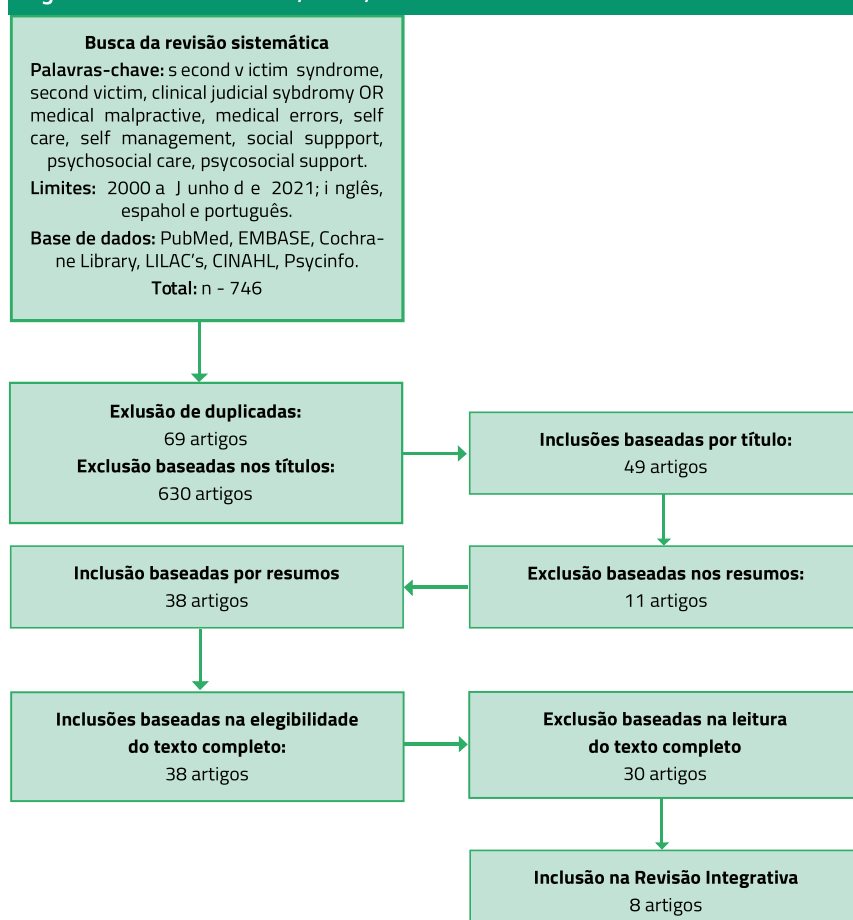 Busca da revisão sistemática
Palavras-chave: s econd v ictim syndrome,
second victim, clinical judicial sybdromy OR
medical malpractive, medical errors, self
care, self management, social suppport,
psychosocial care, psycosocial support.
Limites: 2000 a J unho d e 2021; i nglês,
espahol e português.
Base de dados: PubMed, EMBASE, Cochra-
ne Library, LILAC’s, CINAHL, Psycinfo.
Total: n - 746
Exlusão de duplicadas:
69 artigos
Exclusão baseadas nos títulos:
630 artigos
Inclusões baseadas por título:
49 artigos
Exclusão baseadas nos resumos:
11 artigos
Inclusão baseadas por resumos
38 artigos
Inclusões baseadas na elegibilidade
do texto completo:
38 artigos
Exclusão baseadas na leitura
do texto completo
30 artigos
Inclusão na Revisão Integrativa
8 artigos